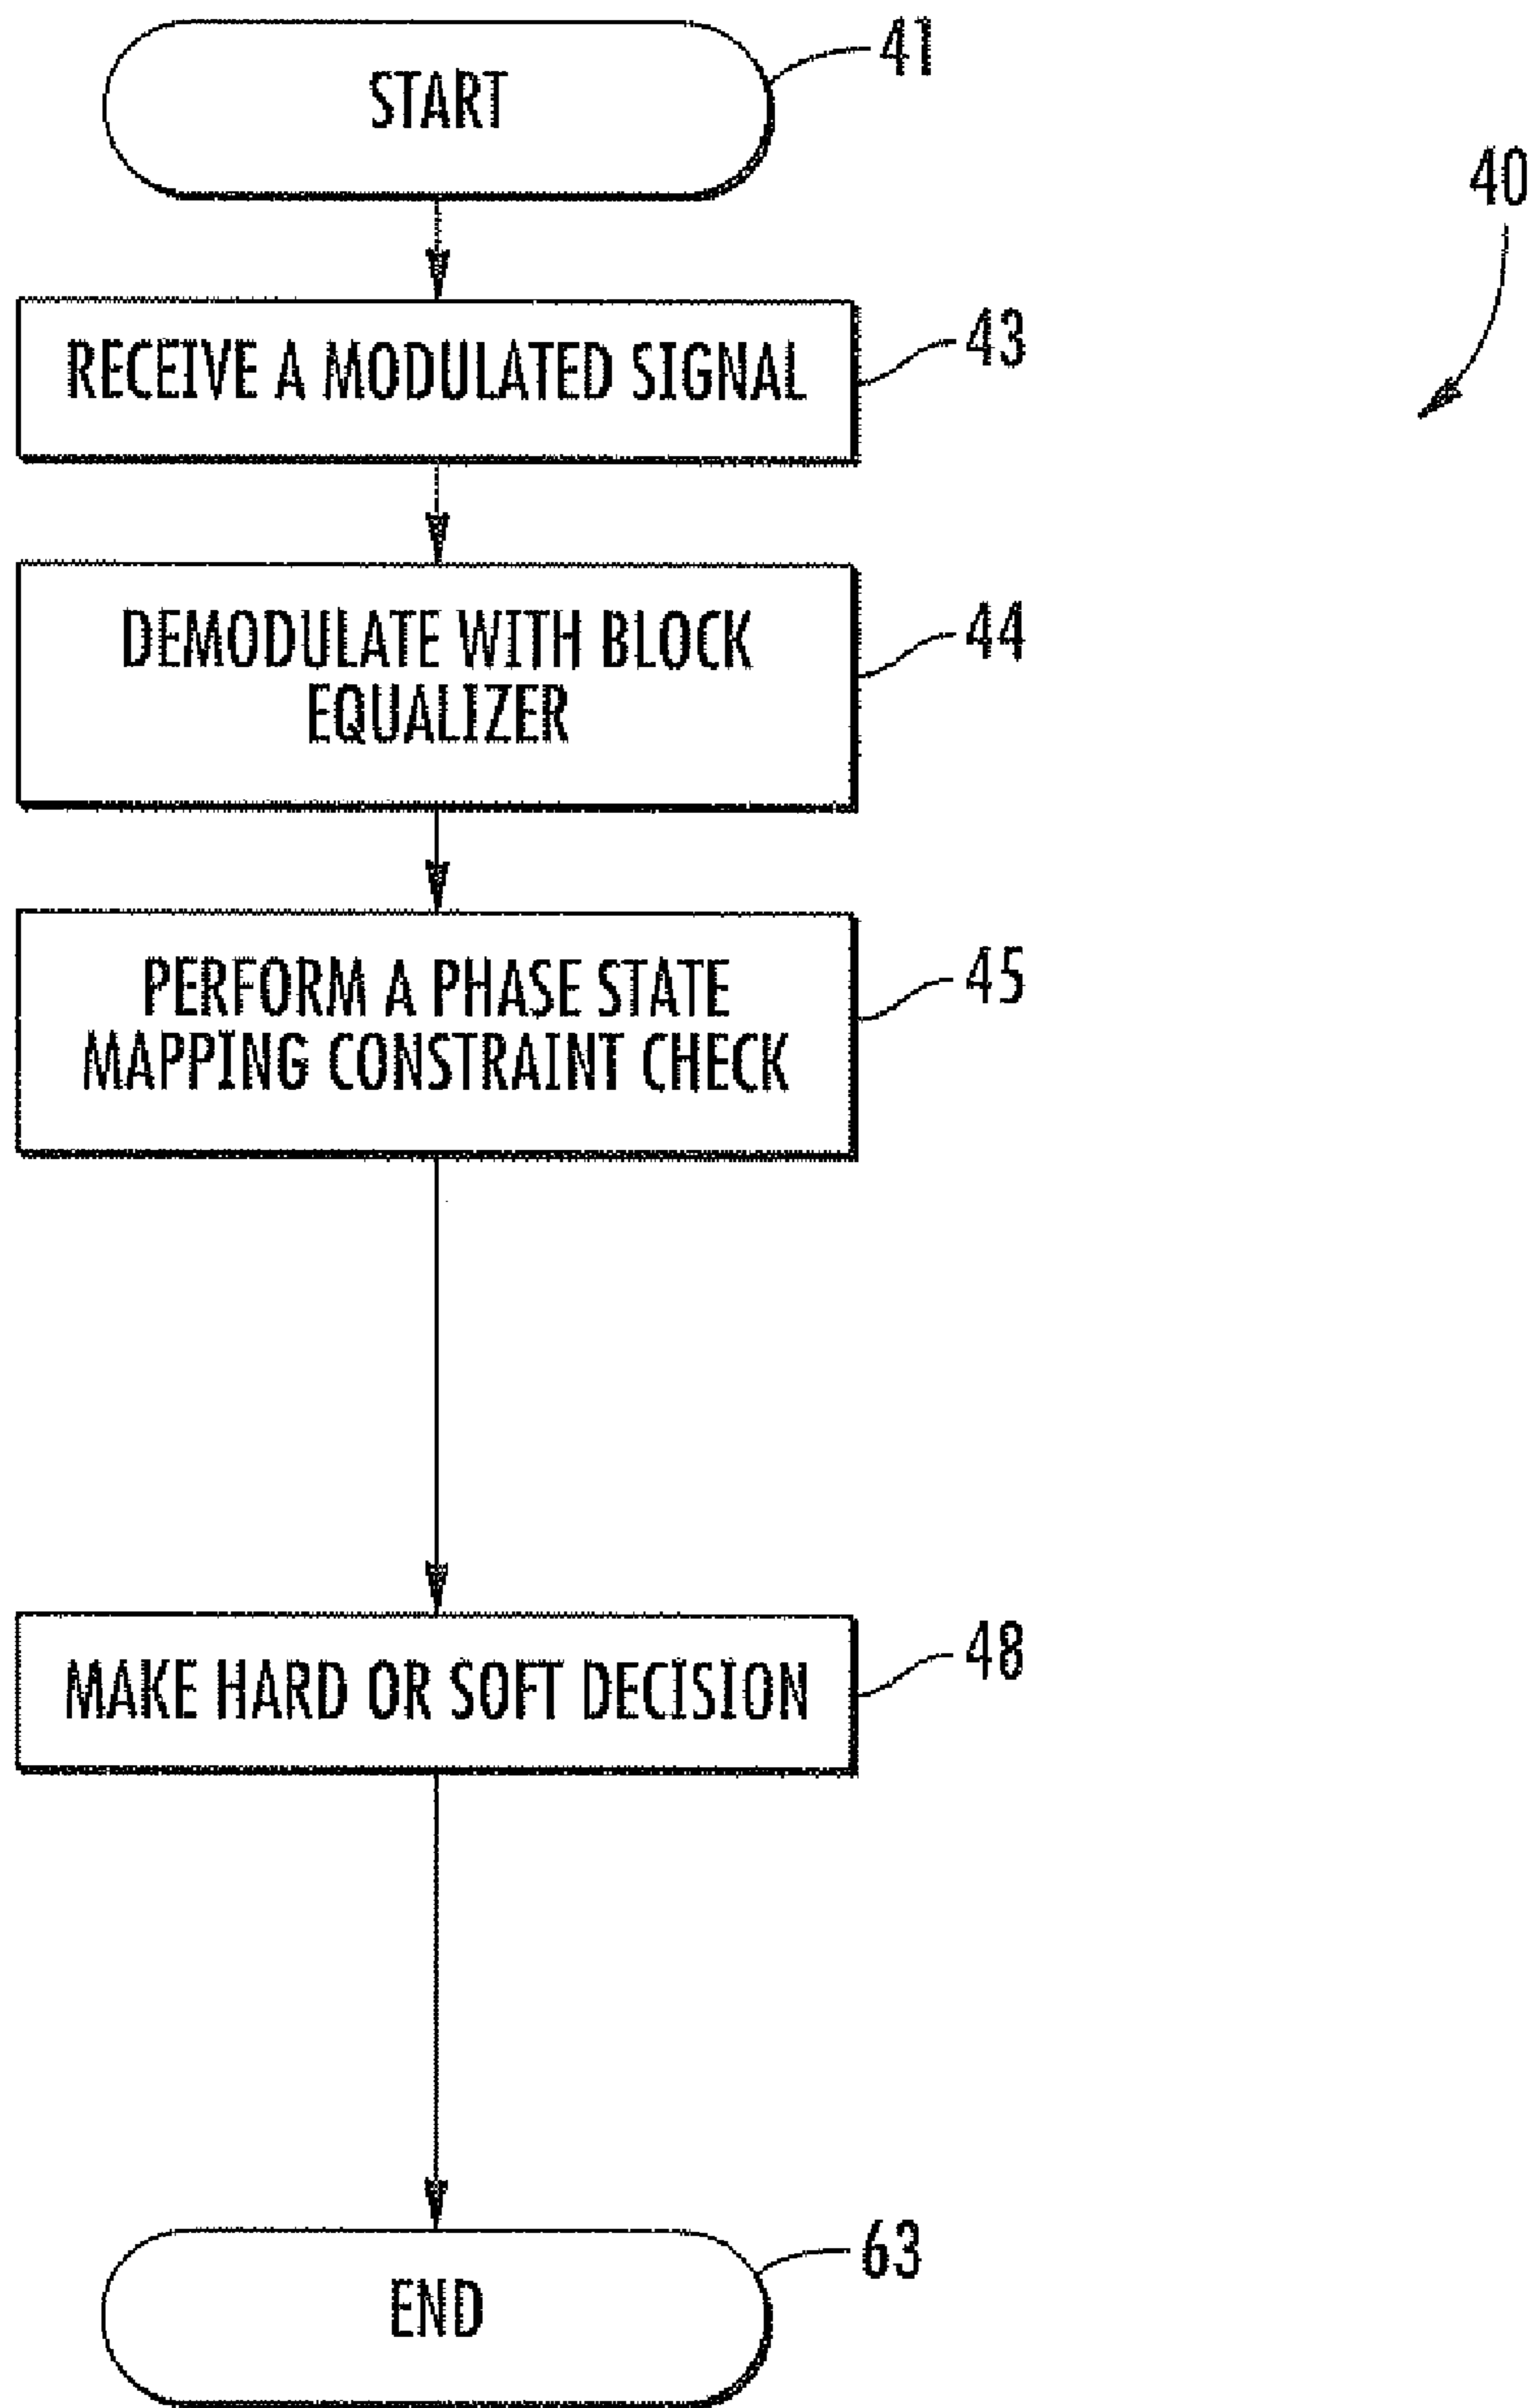 START
41
40
RECEIVE A MODULATED SIGNAL
43
DEMODULATE WITH BLOCK
EQUALIZER
44
PERFORM A PHASE STATE
MAPPING CONSTRAINT CHECK
45
MAKE HARD OR SOFT DECISION
48
END
63